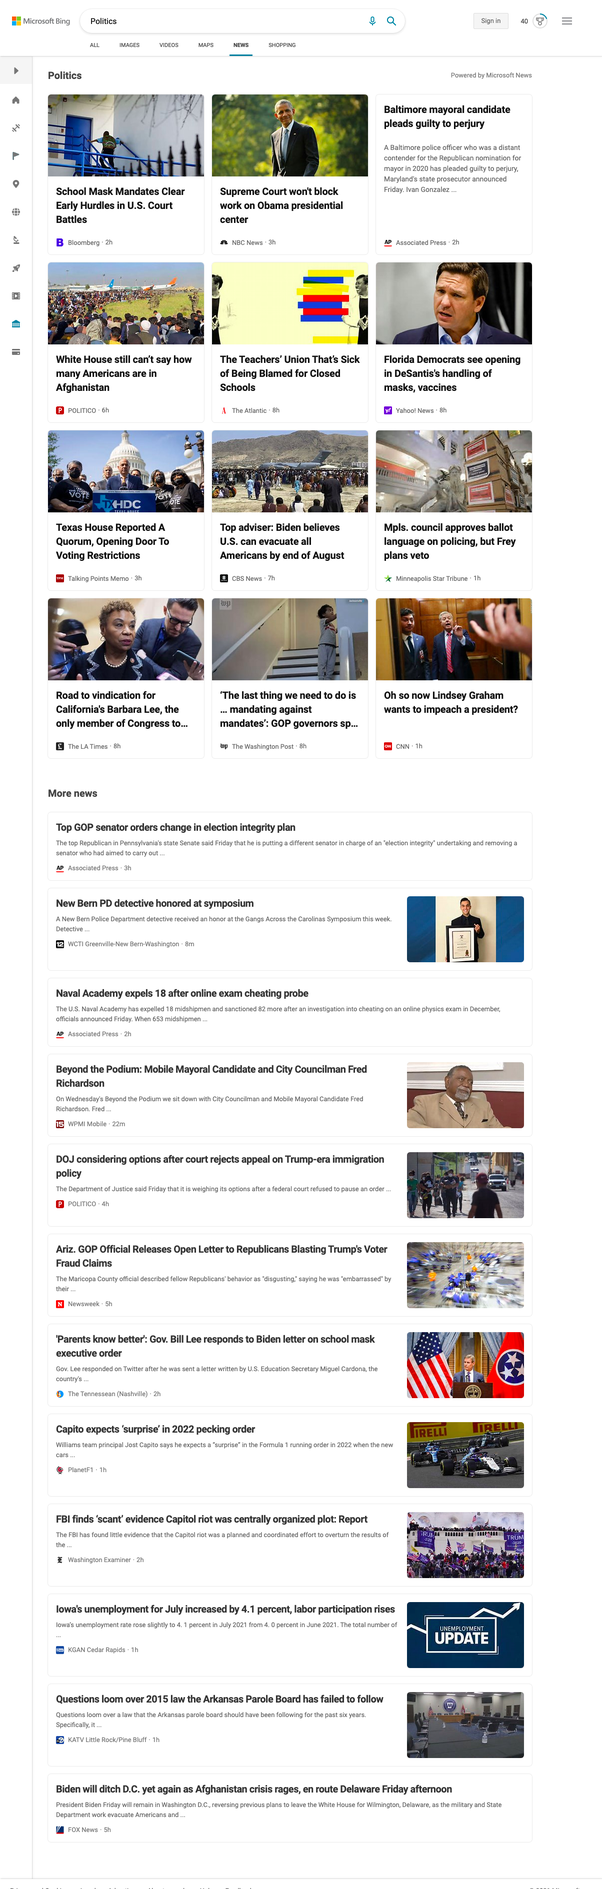 Microsoft Bing
Politics
Sign in
40
ALL IMAGES VIDEOS MAPS NEWS SHOPPING
Politics
Powered by Microsoft News
School Mask Mandates Clear
Early Hurdles in U.S. Court
Battles
Bloomberg · 2h
Supreme Court won't block
work on Obama presidential
center
NBC News · 3h
Baltimore mayoral candidate
pleads guilty to perjury
A Baltimore police officer who was a distant
contender for the Republican nomination for
mayor in 2020 has pleaded guilty to perjury,
Maryland's state prosecutor announced
Friday. Ivan Gonzalez ...
AP Associated Press · 2h
White House still can't say how
many Americans are in
Afghanistan
POLITICO · 6h
The Teachers' Union That's Sick
of Being Blamed for Closed
Schools
The Atlantic · 8h
Florida Democrats see opening
in DeSantis's handling of
masks, vaccines
Yahoo! News · 8h
VOTE
HDC
Texas House Reported A
Quorum, Opening Door To
Voting Restrictions
Talking Points Memo · 3h
Top adviser: Biden believes
U.S. can evacuate all
Americans by end of August
CBS News · 7h
Mpls. council approves ballot
language on policing, but Frey
plans veto
Minneapolis Star Tribune · 1h
Road to vindication for
California's Barbara Lee, the
only member of Congress to...
The LA Times · 8h
'The last thing we need to do is
... mandating against
mandates': GOP governors sp...
The Washington Post · 8h
Oh so now Lindsey Graham
wants to impeach a president?
CNN · 1h
More news
Top GOP senator orders change in election integrity plan
The top Republican in Pennsylvania's state Senate said Friday that he is putting a different senator in charge of an "election integrity" undertaking and removing a
senator who had aimed to carry out ...
AP Associated Press · 3h
New Bern PD detective honored at symposium
A New Bern Police Department detective received an honor at the Gangs Across the Carolinas Symposium this week.
Detective ...
12 WCTI Greenville-New Bern-Washington · 8m
Naval Academy expels 18 after online exam cheating probe
The U.S. Naval Academy has expelled 18 midshipmen and sanctioned 82 more after an investigation into cheating on an online physics exam in December,
officials announced Friday. When 653 midshipmen ...
AP Associated Press · 2h
Beyond the Podium: Mobile Mayoral Candidate and City Councilman Fred
Richardson
On Wednesday's Beyond the Podium we sit down with City Councilman and Mobile Mayoral Candidate Fred
Richardson. Fred ...
15 WPMI Mobile · 22m
DOJ considering options after court rejects appeal on Trump-era immigration
policy
The Department of Justice said Friday that it is weighing its options after a federal court refused to pause an order ...
POLITICO · 4h
Ariz. GOP Official Releases Open Letter to Republicans Blasting Trump's Voter
Fraud Claims
The Maricopa County official described fellow Republicans' behavior as "disgusting," saying he was "embarrassed" by
their ...
N Newsweek · 5h
'Parents know better': Gov. Bill Lee responds to Biden letter on school mask
executive order
Gov. Lee responded on Twitter after he was sent a letter written by U.S. Education Secretary Miguel Cardona, the
country's ...
The Tennessean (Nashville) · 2h
Capito expects 'surprise' in 2022 pecking order
Williams team principal Jost Capito says he expects a "surprise" in the Formula 1 running order in 2022 when the new
cars ...
PlanetF1 · 1h
IRELLI
PIRELLI
FBI finds 'scant' evidence Capitol riot was centrally organized plot: Report
The FBI has found little evidence that the Capitol riot was a planned and coordinated effort to overturn the results of
the ...
Washington Examiner · 2h
TRUM
Iowa's unemployment for July increased by 4.1 percent, labor participation rises
Iowa's unemployment rate rose slightly to 4. 1 percent in July 2021 from 4. 0 percent in June 2021. The total number of
...
KGAN Cedar Rapids · 1h
UNEMPLOYMENT
UPDATE
Questions loom over 2015 law the Arkansas Parole Board has failed to follow
Questions loom over a law that the Arkansas parole board should have been following for the past six years.
Specifically, it ...
KATV Little Rock/Pine Bluff · 1h
Biden will ditch D.C. yet again as Afghanistan crisis rages, en route Delaware Friday afternoon
President Biden Friday will remain in Washington D.C., reversing previous plans to leave the White House for Wilmington, Delaware, as the military and State
Department work evacuate Americans and ...
FOX News · 5h